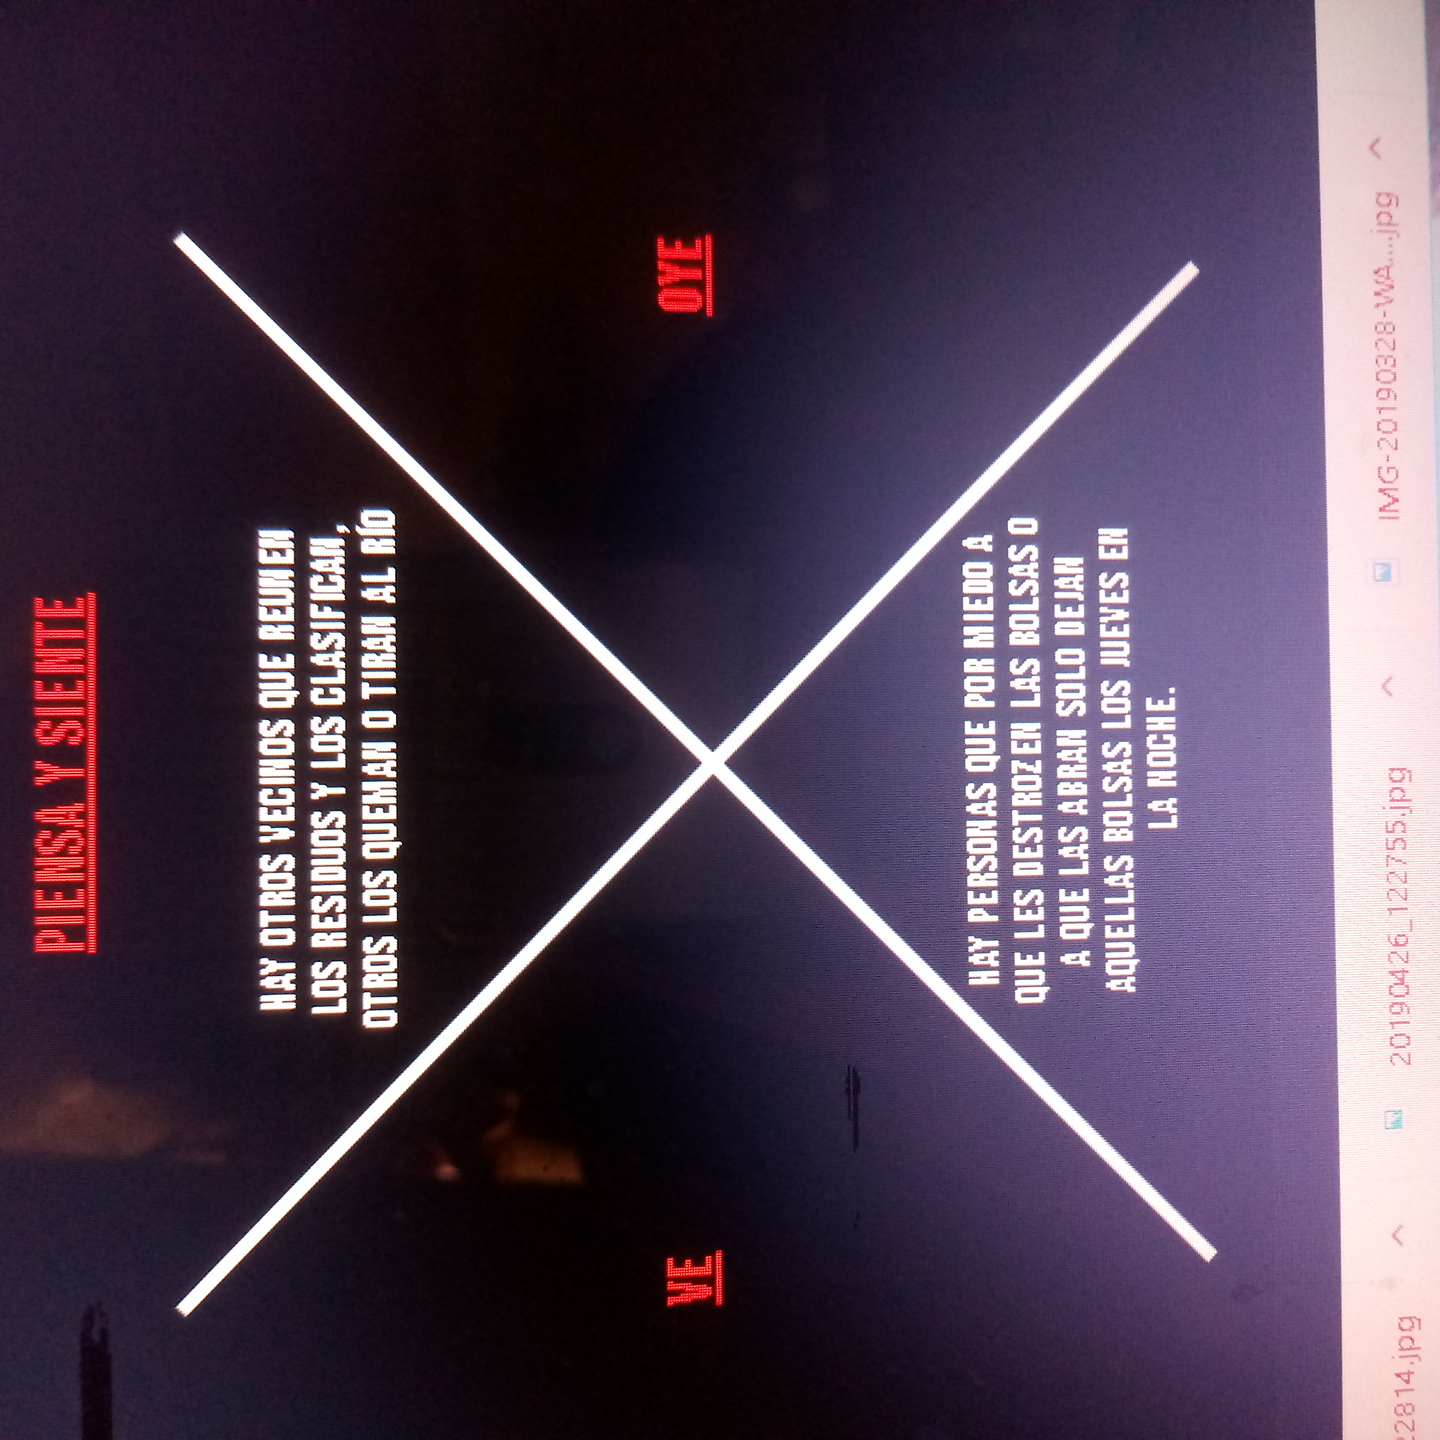 PIENSA Y SIENTE
HAY OTROS VECINOS QUE REUNEN
LOS RESIDUOS Y LOS CLASIFICAN,
OTROS LOS QUEMAN O TIRAN AL RÍO
VE
OYE
HAY PERSONAS QUE POR MIEDO A
QUE LES DESTROZEN LAS BOLSAS O
A QUE LAS ABRAN SOLO DEJAN
AQUELLAS BOLSAS LOS JUEVES EN
LA NOCHE.
22814.jpg
20190426_122755.jpg
IMG-20190328-WA....jpg